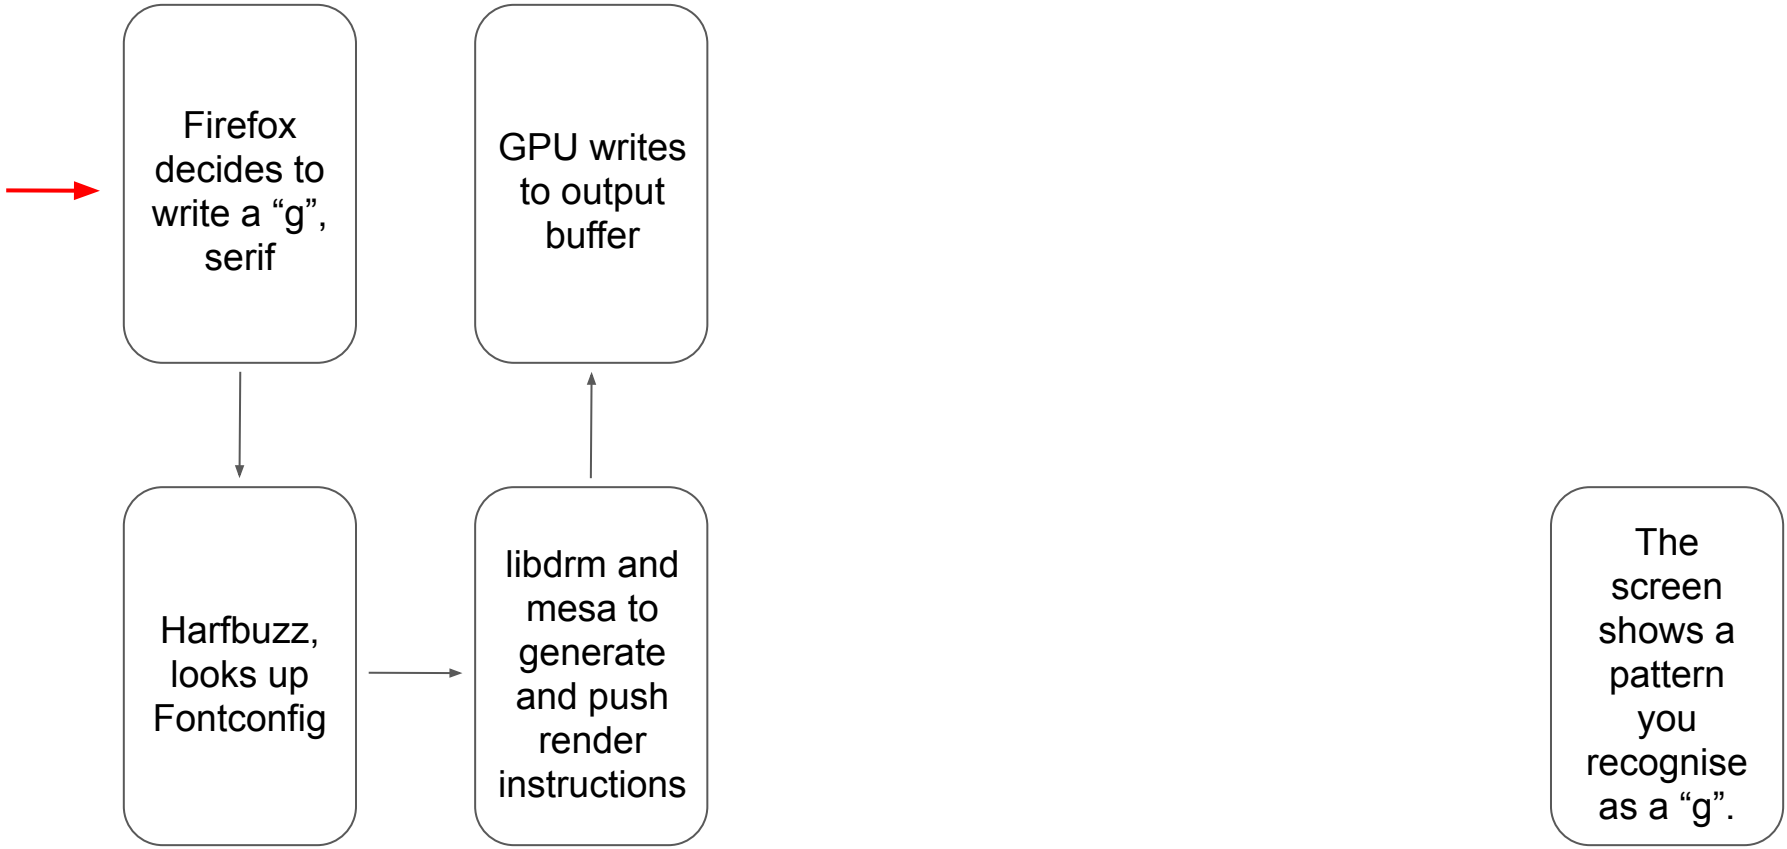 Firefox
decides to
write a “g”,
serif
Harfbuzz,
looks up
Fontconfig
libdrm and
mesa to
generate
and push
render
instructions
GPU writes
to output
buffer
The
screen
shows a
pattern
you
recognise
as a “g”.